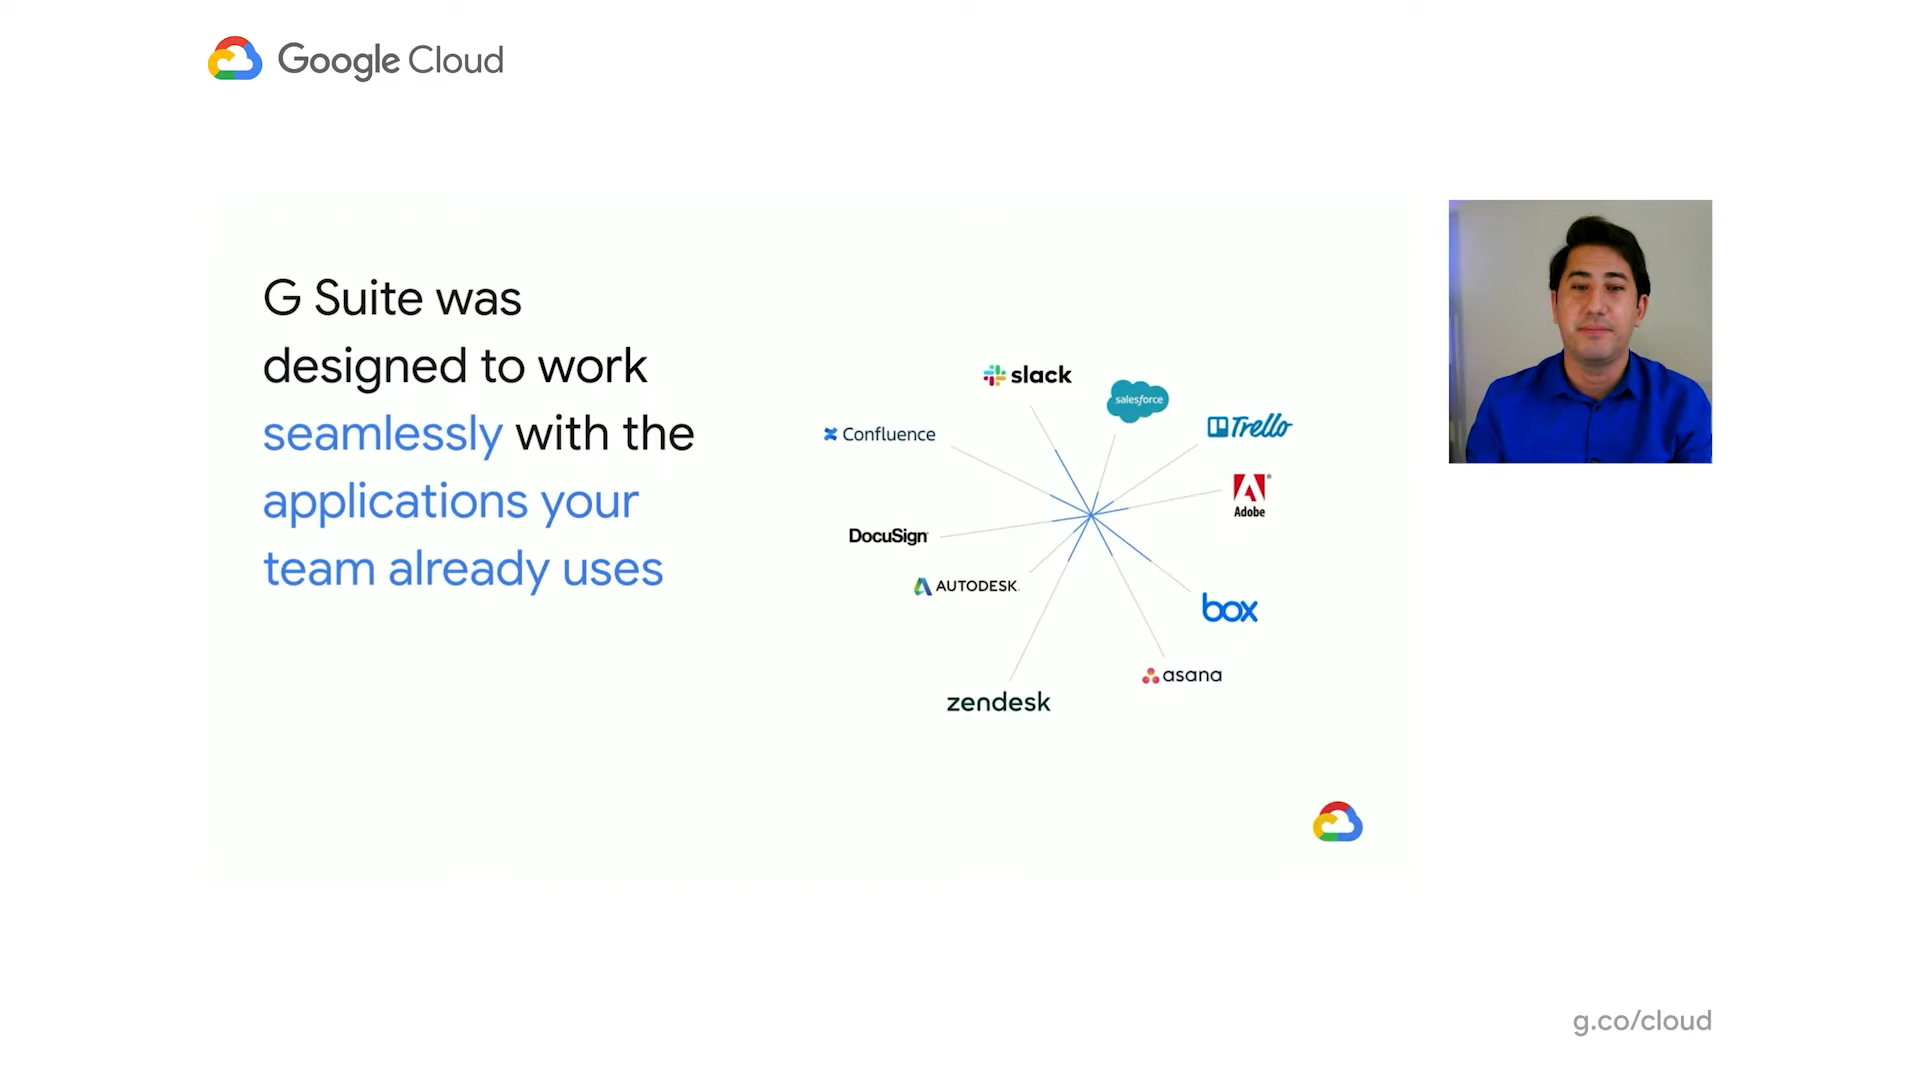 Google Cloud
G Suite was
designed to work
seamlessly with the
applications your
team already uses
slack
salesforce
Trello
Confluence
Adobe
DocuSign
AUTODESK.
box
asana
zendesk
g.co/cloud